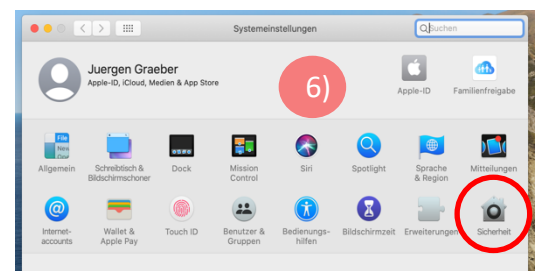 Systemeinstellungen
Suchen
Juergen Graeber
Apple-ID, iCloud, Medien & App Store
6)
Apple-ID
Familienfreigabe
File
New
Allgemein
Schreibtisch &
Bildschirmschoner
Dock
Mission
Control
Siri
Spotlight
Sprache
& Region
Mitteilungen
Internet-
accounts
Wallet &
Apple Pay
Touch ID
Benutzer &
Gruppen
Bedienungs-
hilfen
Bildschirmzeit
Erweiterungen
Sicherheit